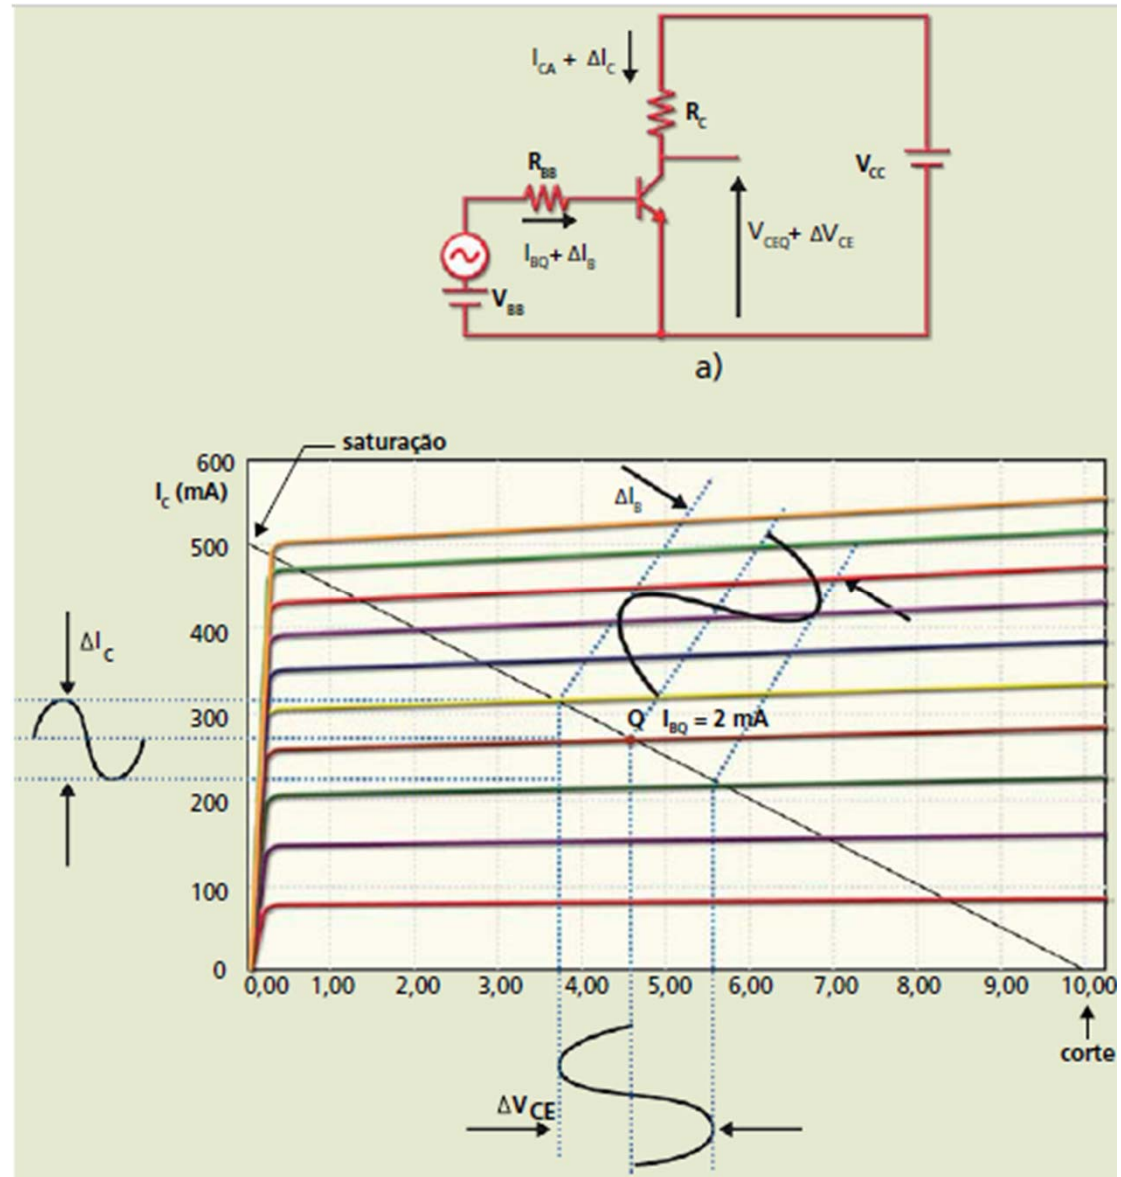 I_CA + ΔI_C
R_C
R_BB
V_CC
I_BQ + ΔI_B
V_CEQ + ΔV_CE
V_BB
a)
saturação
600
I_C (mA)
ΔI_B
500
400
ΔI_C
300
Q I_BQ = 2 mA
200
100
0
0,00 1,00 2,00 3,00 4,00 5,00 6,00 7,00 8,00 9,00 10,00
corte
ΔV_CE